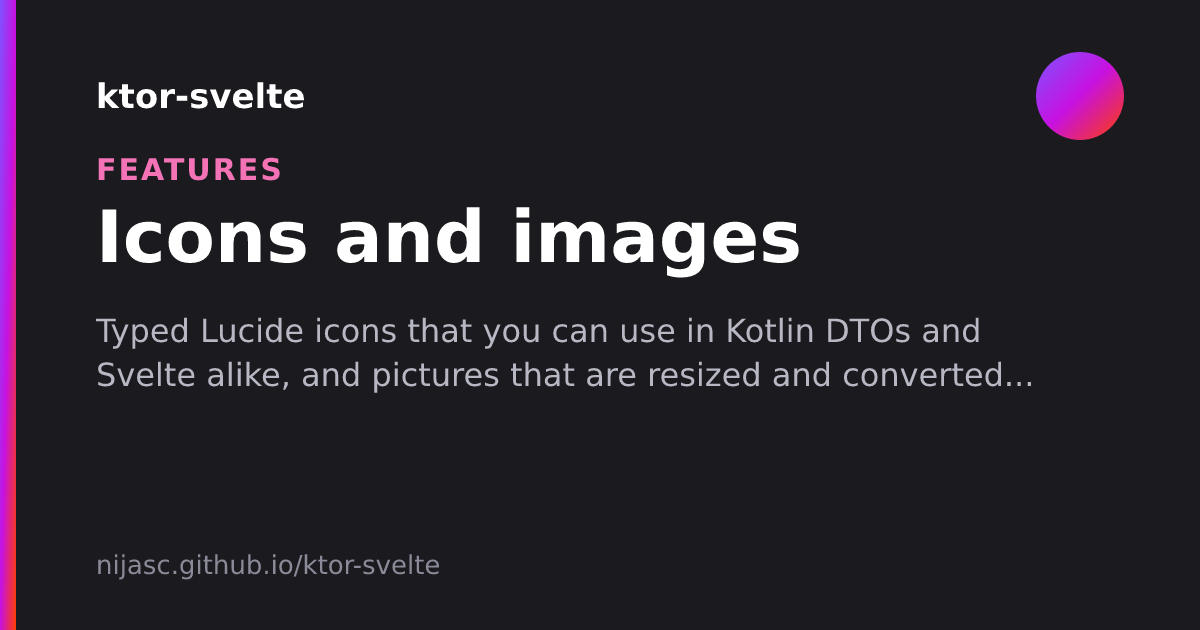 ktor-svelte
FEATURES
Icons and images
Typed Lucide icons that you can use in Kotlin DTOs and
Svelte alike, and pictures that are resized and converted…
nijasc.github.io/ktor-svelte